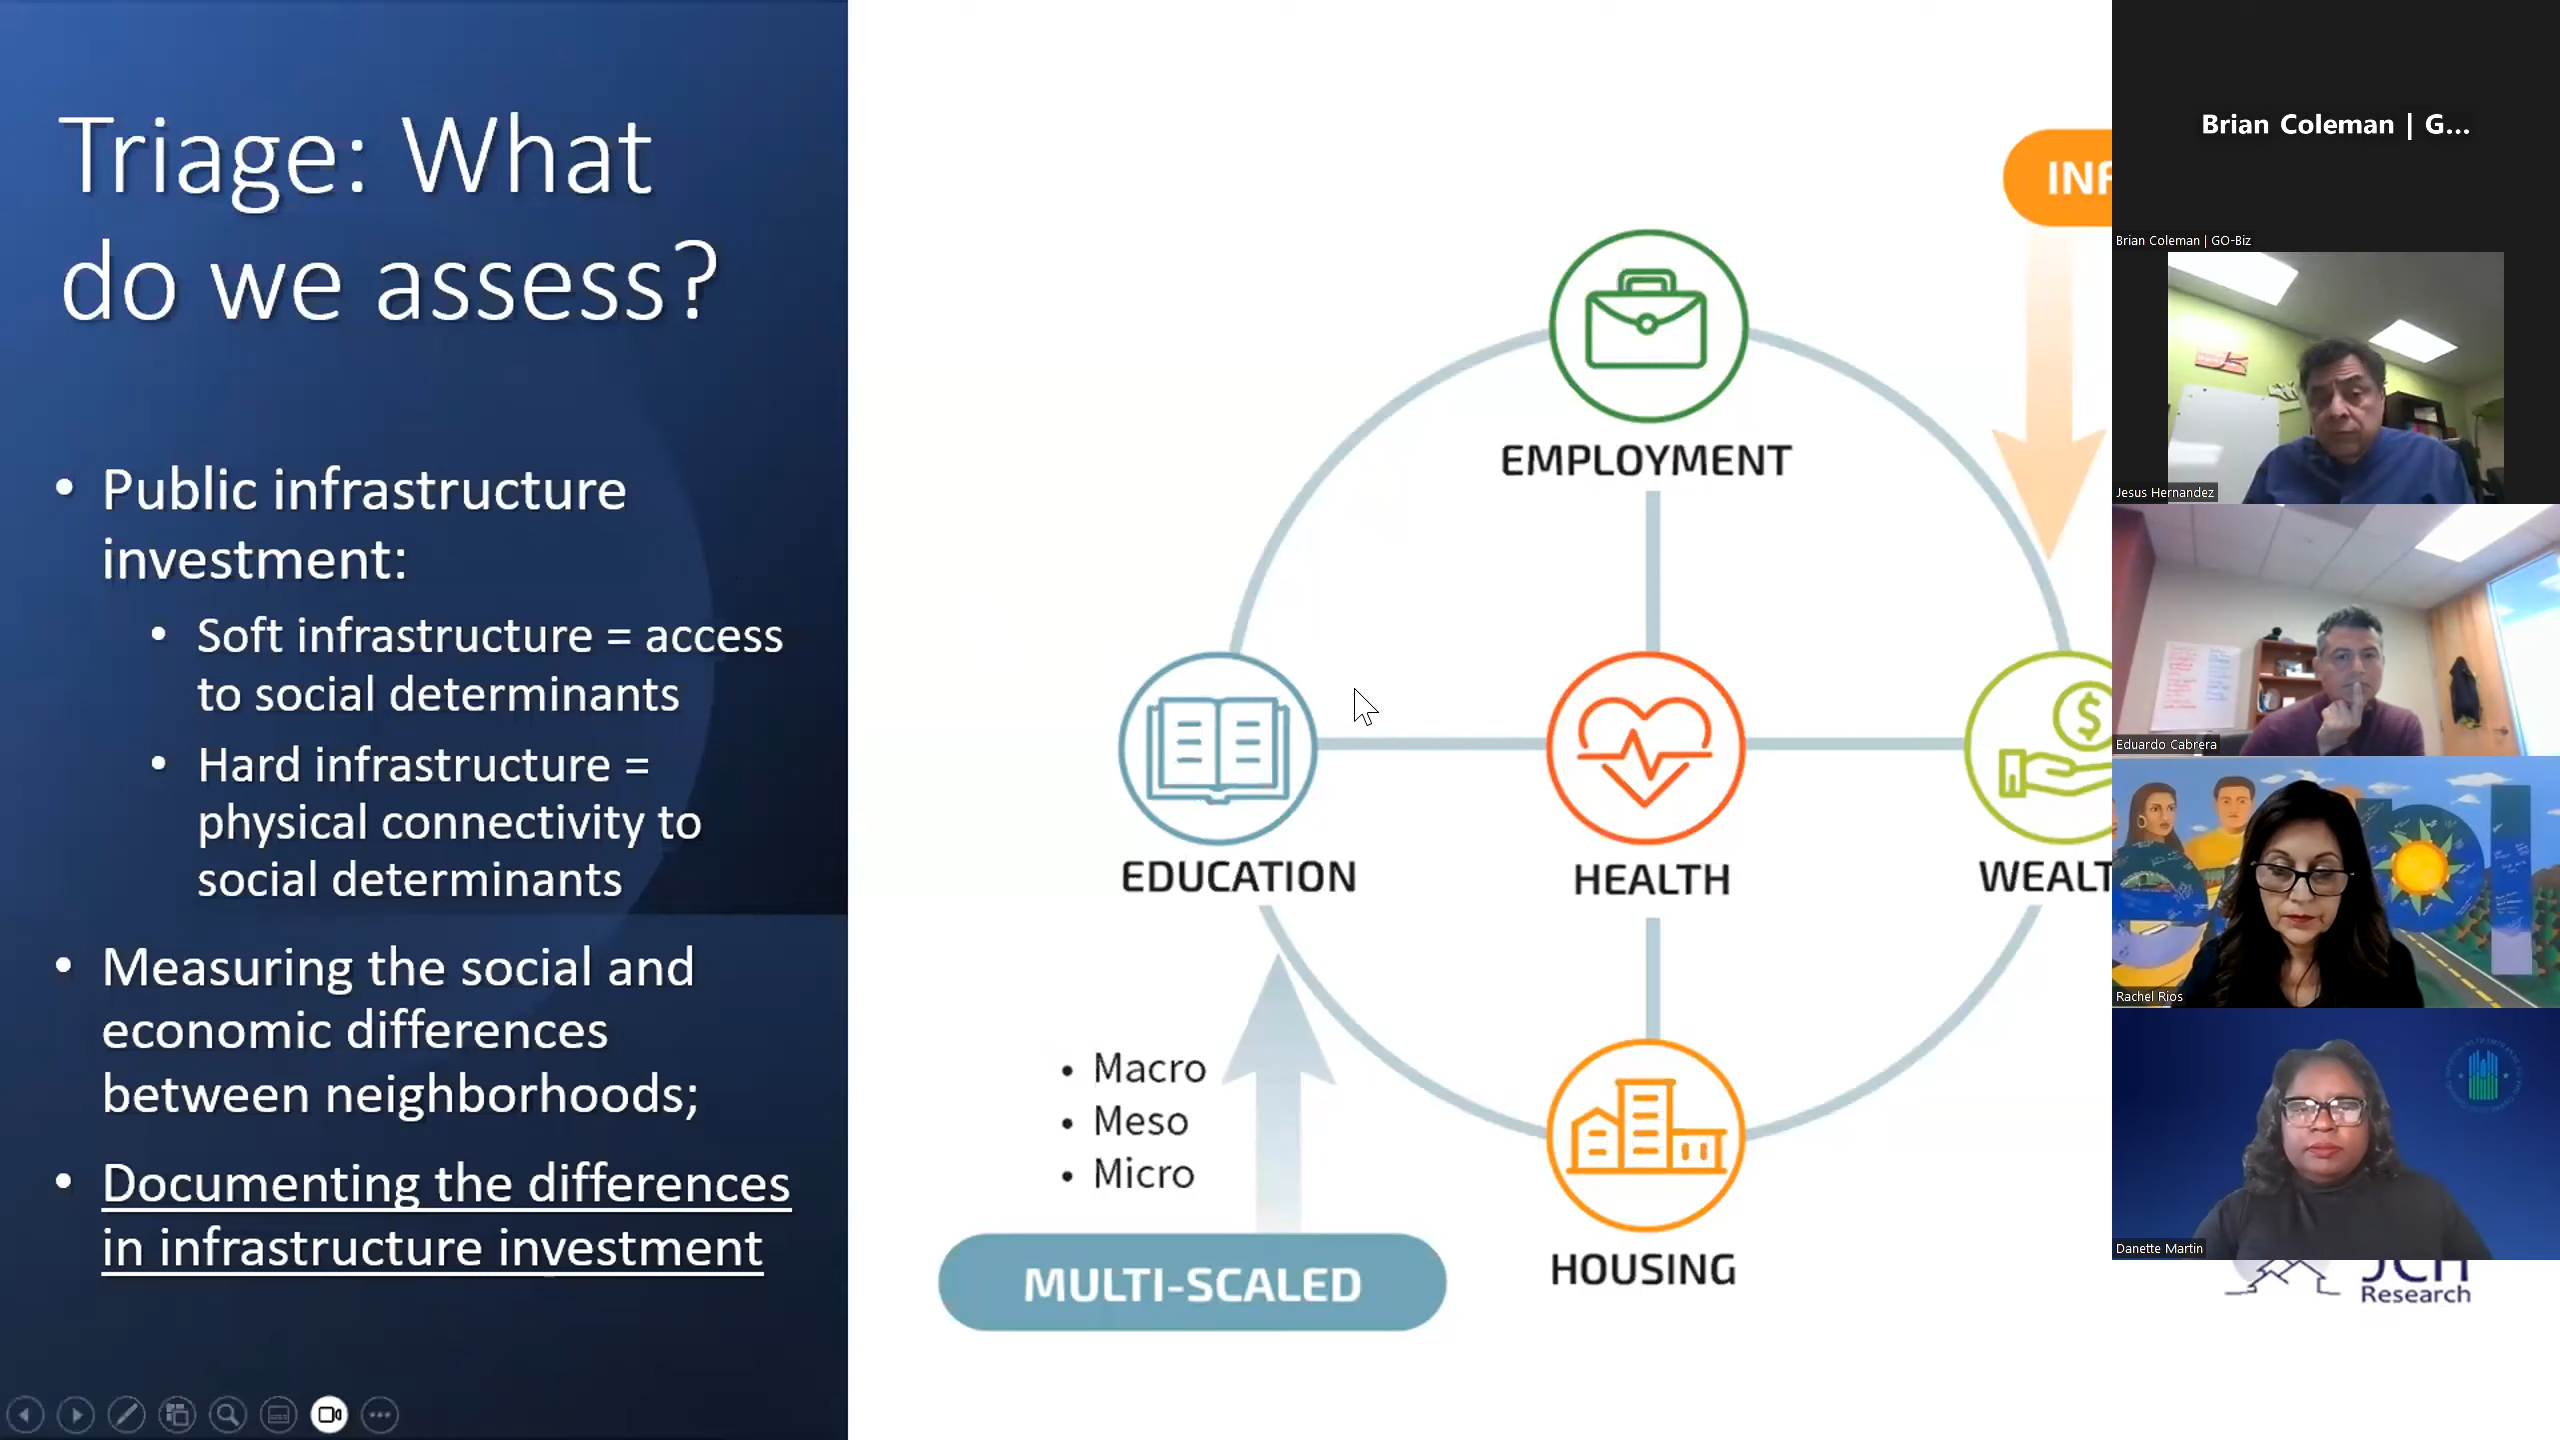 Triage: What
do we assess?
• Public infrastructure
investment:
• Soft infrastructure = access
to social determinants
• Hard infrastructure =
physical connectivity to
social determinants
• Measuring the social and
economic differences
between neighborhoods;
• Documenting the differences
in infrastructure investment
INF
EMPLOYMENT
EDUCATION
HEALTH
WEALT
• Macro
• Meso
• Micro
MULTI-SCALED
HOUSING
Brian Coleman | G...
Brian Coleman | GO-Biz
Jesus Hernandez
Eduardo Cabrera
Rachel Rios
Danette Martin
JCH
Research